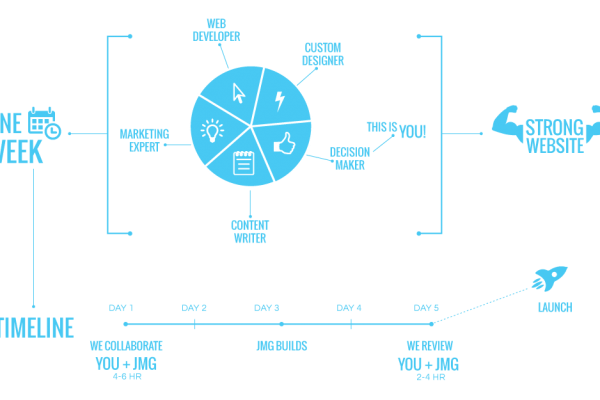 WEB
DEVELOPER
CUSTOM
DESIGNER
NE
VEEK
MARKETING
EXPERT
THIS IS YOU!
DECISION
MAKER
CONTENT
WRITER
STRONG
WEBSITE
TIMELINE
DAY 1
DAY 2
DAY 3
DAY 4
DAY 5
LAUNCH
WE COLLABORATE
YOU + JMG
4-6 HR
JMG BUILDS
WE REVIEW
YOU + JMG
2-4 HR